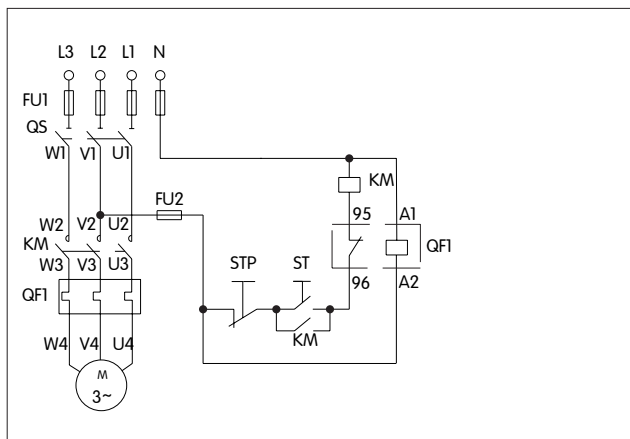 L3 L2 L1 N
FU1
QS
W1 V1 U1
KM
FU2
W2 V2 U2
95 A1
KM
QF1
W3 V3 U3
STP ST
96 A2
QF1
KM
W4 V4 U4
M
3~